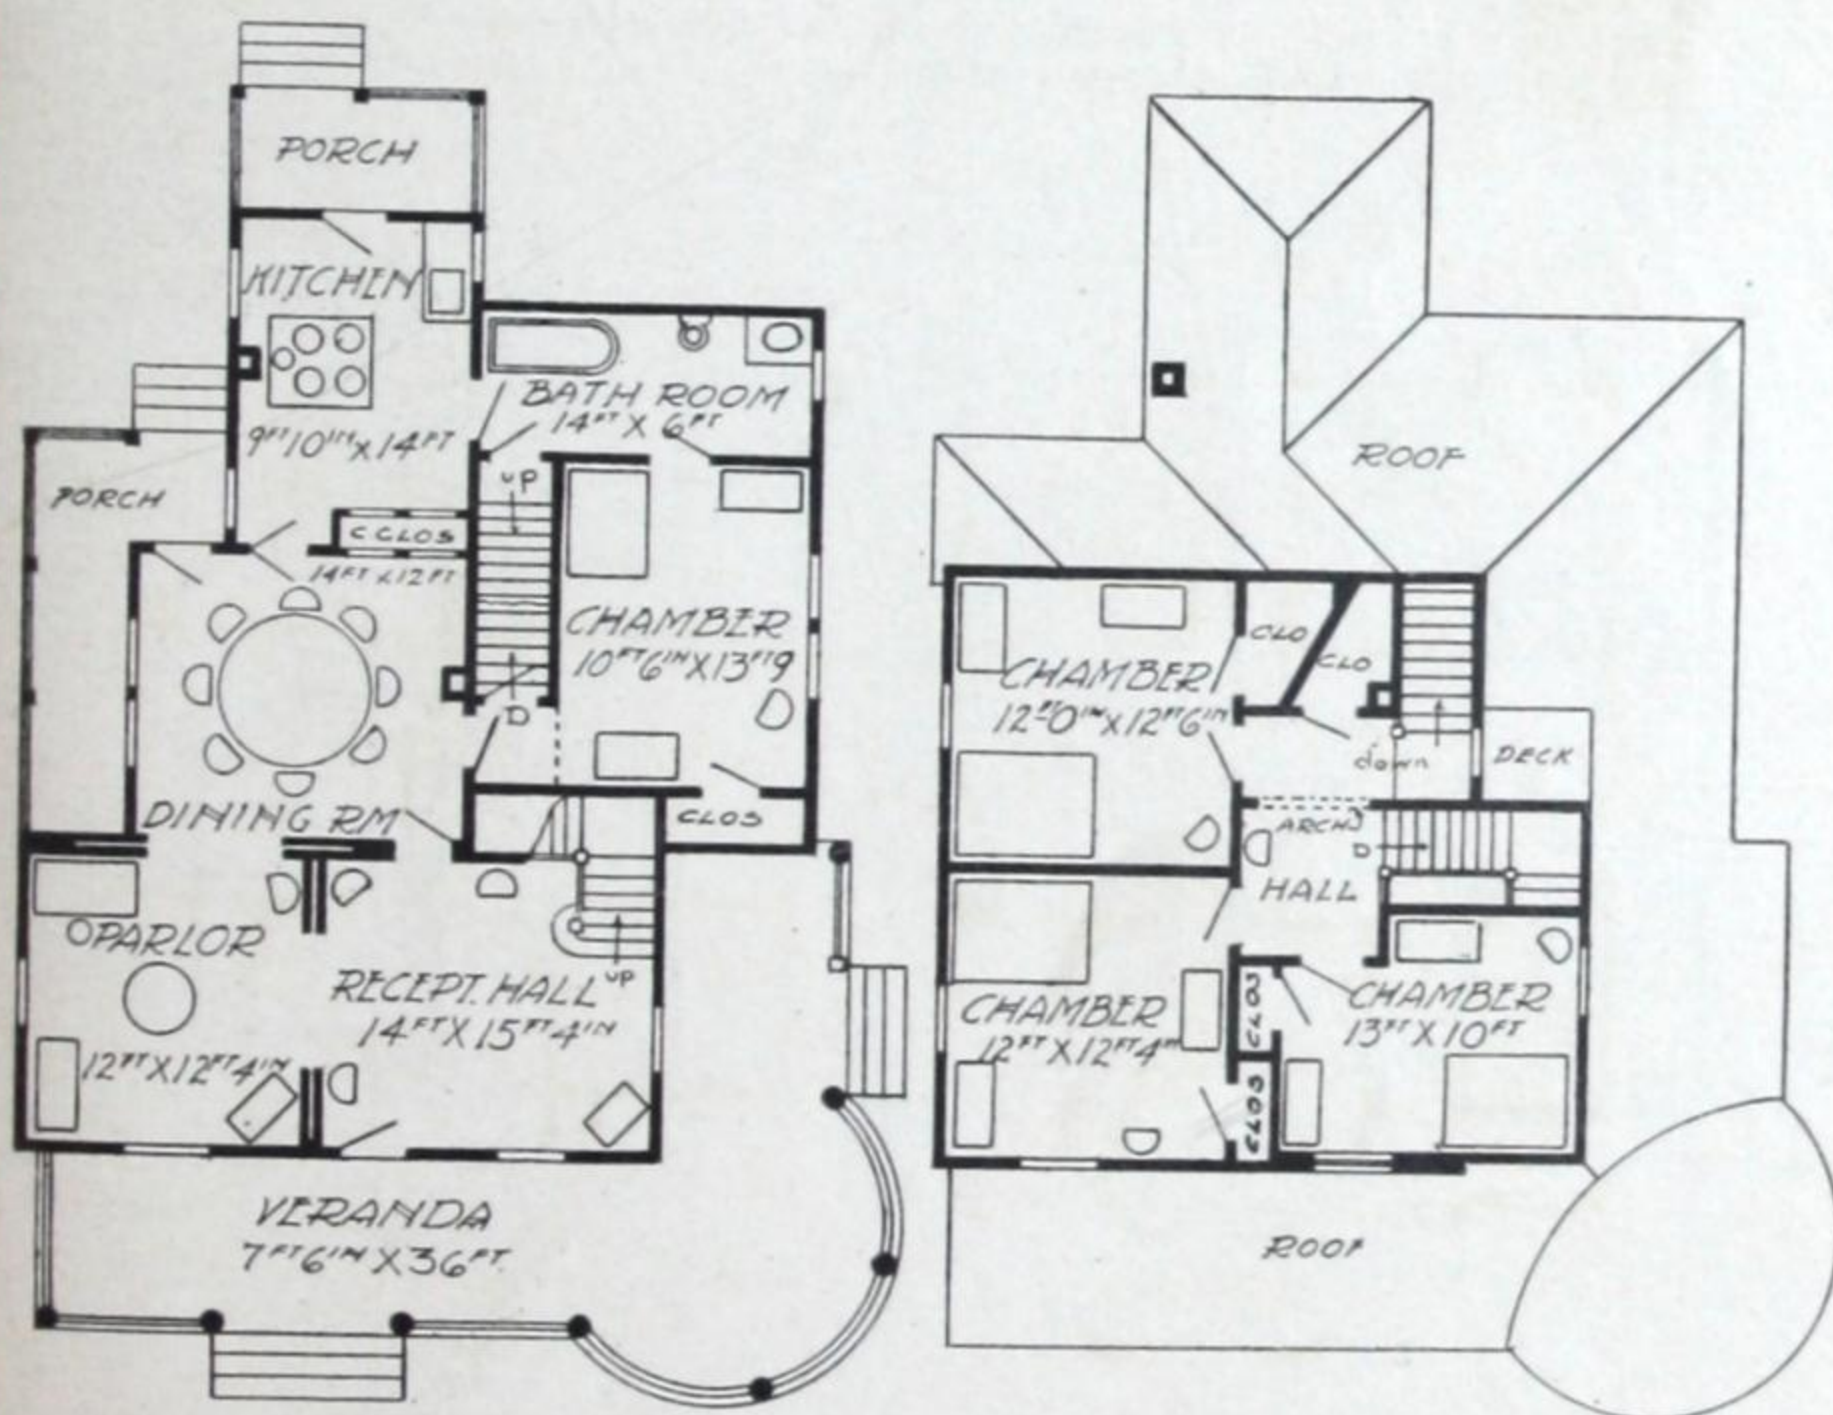 PORCH
KITCHEN
9FT 10IN X 14FT
BATH ROOM
14FT X 6FT
PORCH
UP
C CLOS
14FT X 12FT
CHAMBER
10FT 6IN X 13FT 9
D
DINING RM
CLOS
PARLOR
12FT X 12FT 4IN
RECEPT. HALL
14FT X 15FT 4IN
UP
VERANDA
7FT 6IN X 36FT
ROOF
CHAMBER
12FT 0IN X 12FT 6IN
CLO
CLO
down
DECK
ARCH
D
HALL
CHAMBER
12FT X 12FT 4IN
CLOS
CLOS
CHAMBER
13FT X 10FT
ROOF